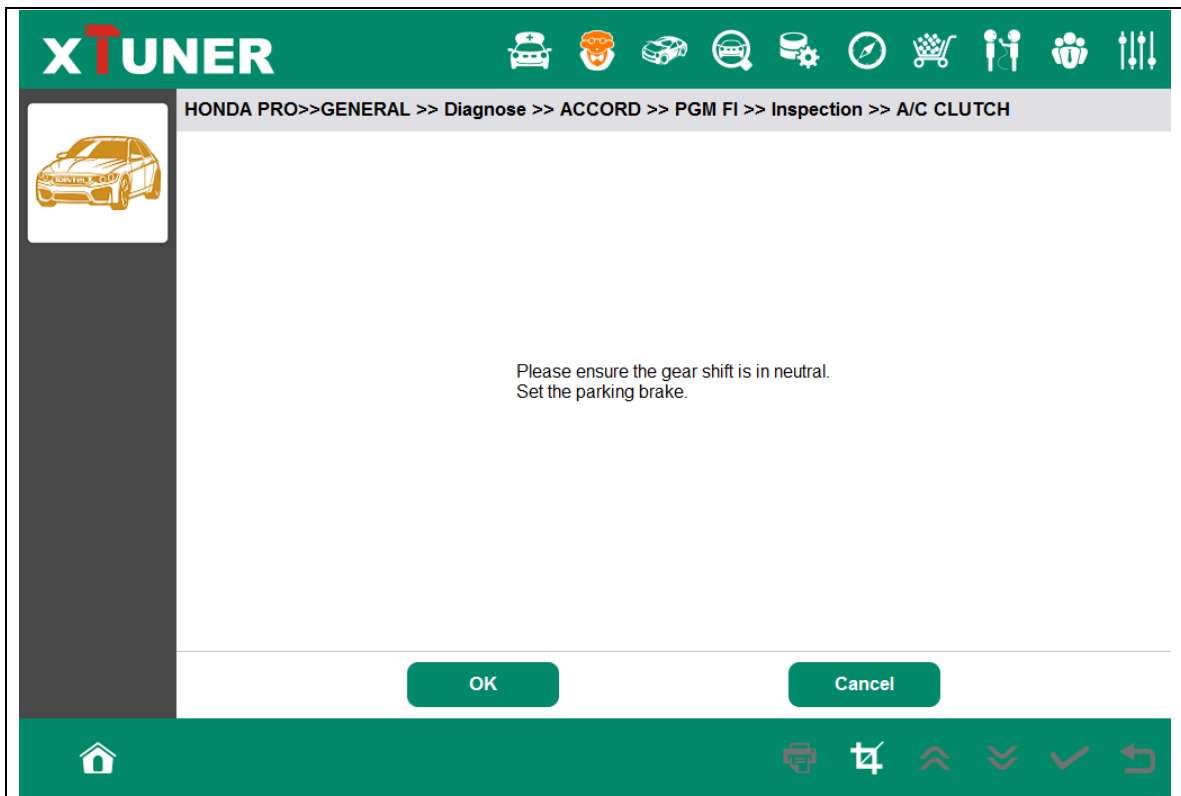 XTUNER
HONDA PRO>>GENERAL >> Diagnose >> ACCORD >> PGM FI >> Inspection >> A/C CLUTCH
Please ensure the gear shift is in neutral.
Set the parking brake.
OK
Cancel